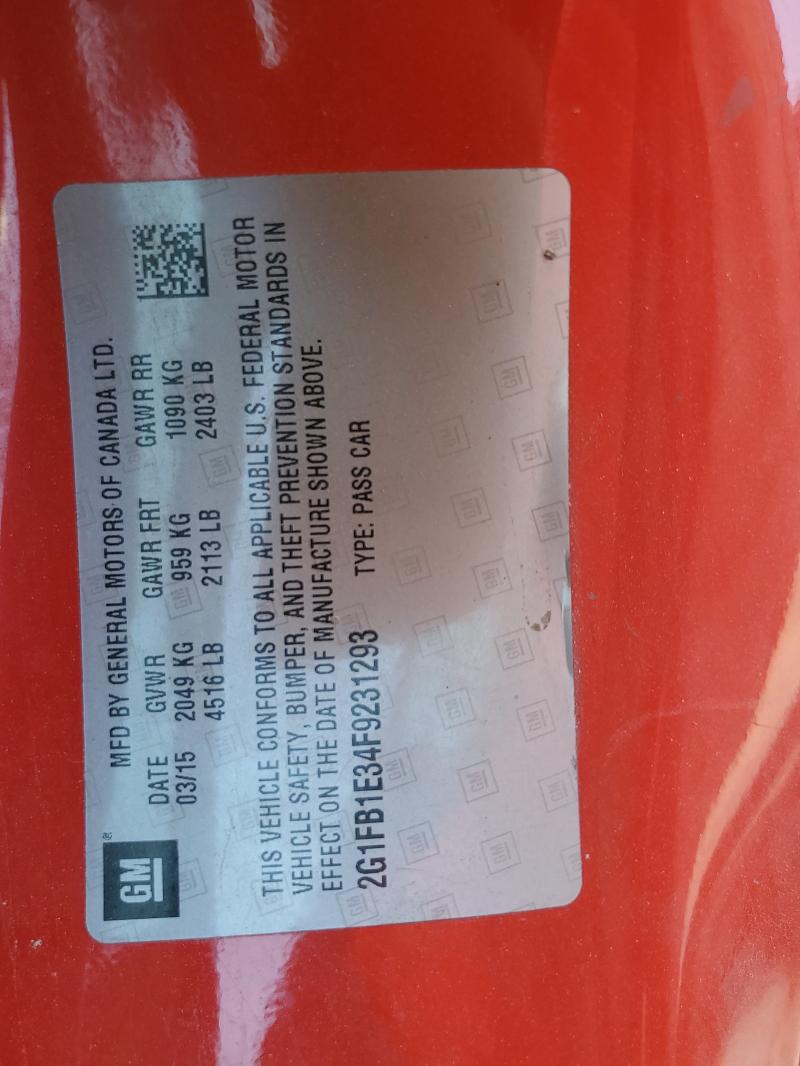 GM®
MFD BY GENERAL MOTORS OF CANADA LTD.
DATE GVWR GAWR FRT GAWR RR
03/15 2049 KG 959 KG 1090 KG
4516 LB 2113 LB 2403 LB
THIS VEHICLE CONFORMS TO ALL APPLICABLE U.S. FEDERAL MOTOR
VEHICLE SAFETY, BUMPER, AND THEFT PREVENTION STANDARDS IN
EFFECT ON THE DATE OF MANUFACTURE SHOWN ABOVE.
2G1FB1E34F9231293 TYPE: PASS CAR